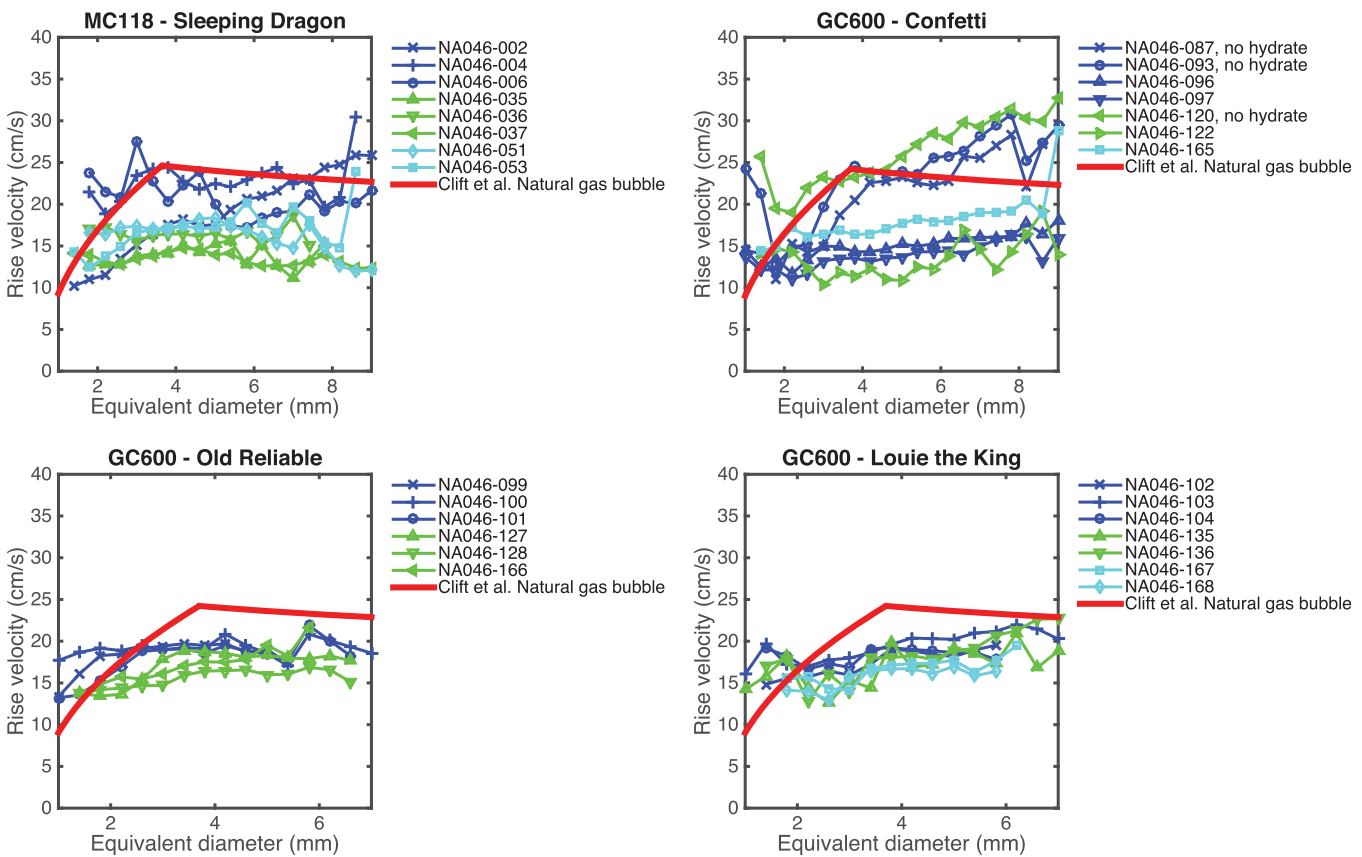 MC118 - Sleeping Dragon
40
35
30
25
20
15
10
5
0
Rise velocity (cm/s)
2 4 6 8
Equivalent diameter (mm)
NA046-002
NA046-004
NA046-006
NA046-035
NA046-036
NA046-037
NA046-051
NA046-053
Clift et al. Natural gas bubble
GC600 - Confetti
40
35
30
25
20
15
10
5
0
Rise velocity (cm/s)
2 4 6 8
Equivalent diameter (mm)
NA046-087, no hydrate
NA046-093, no hydrate
NA046-096
NA046-097
NA046-120, no hydrate
NA046-122
NA046-165
Clift et al. Natural gas bubble
GC600 - Old Reliable
40
35
30
25
20
15
10
5
0
Rise velocity (cm/s)
2 4 6
Equivalent diameter (mm)
NA046-099
NA046-100
NA046-101
NA046-127
NA046-128
NA046-166
Clift et al. Natural gas bubble
GC600 - Louie the King
40
35
30
25
20
15
10
5
0
Rise velocity (cm/s)
2 4 6
Equivalent diameter (mm)
NA046-102
NA046-103
NA046-104
NA046-135
NA046-136
NA046-167
NA046-168
Clift et al. Natural gas bubble